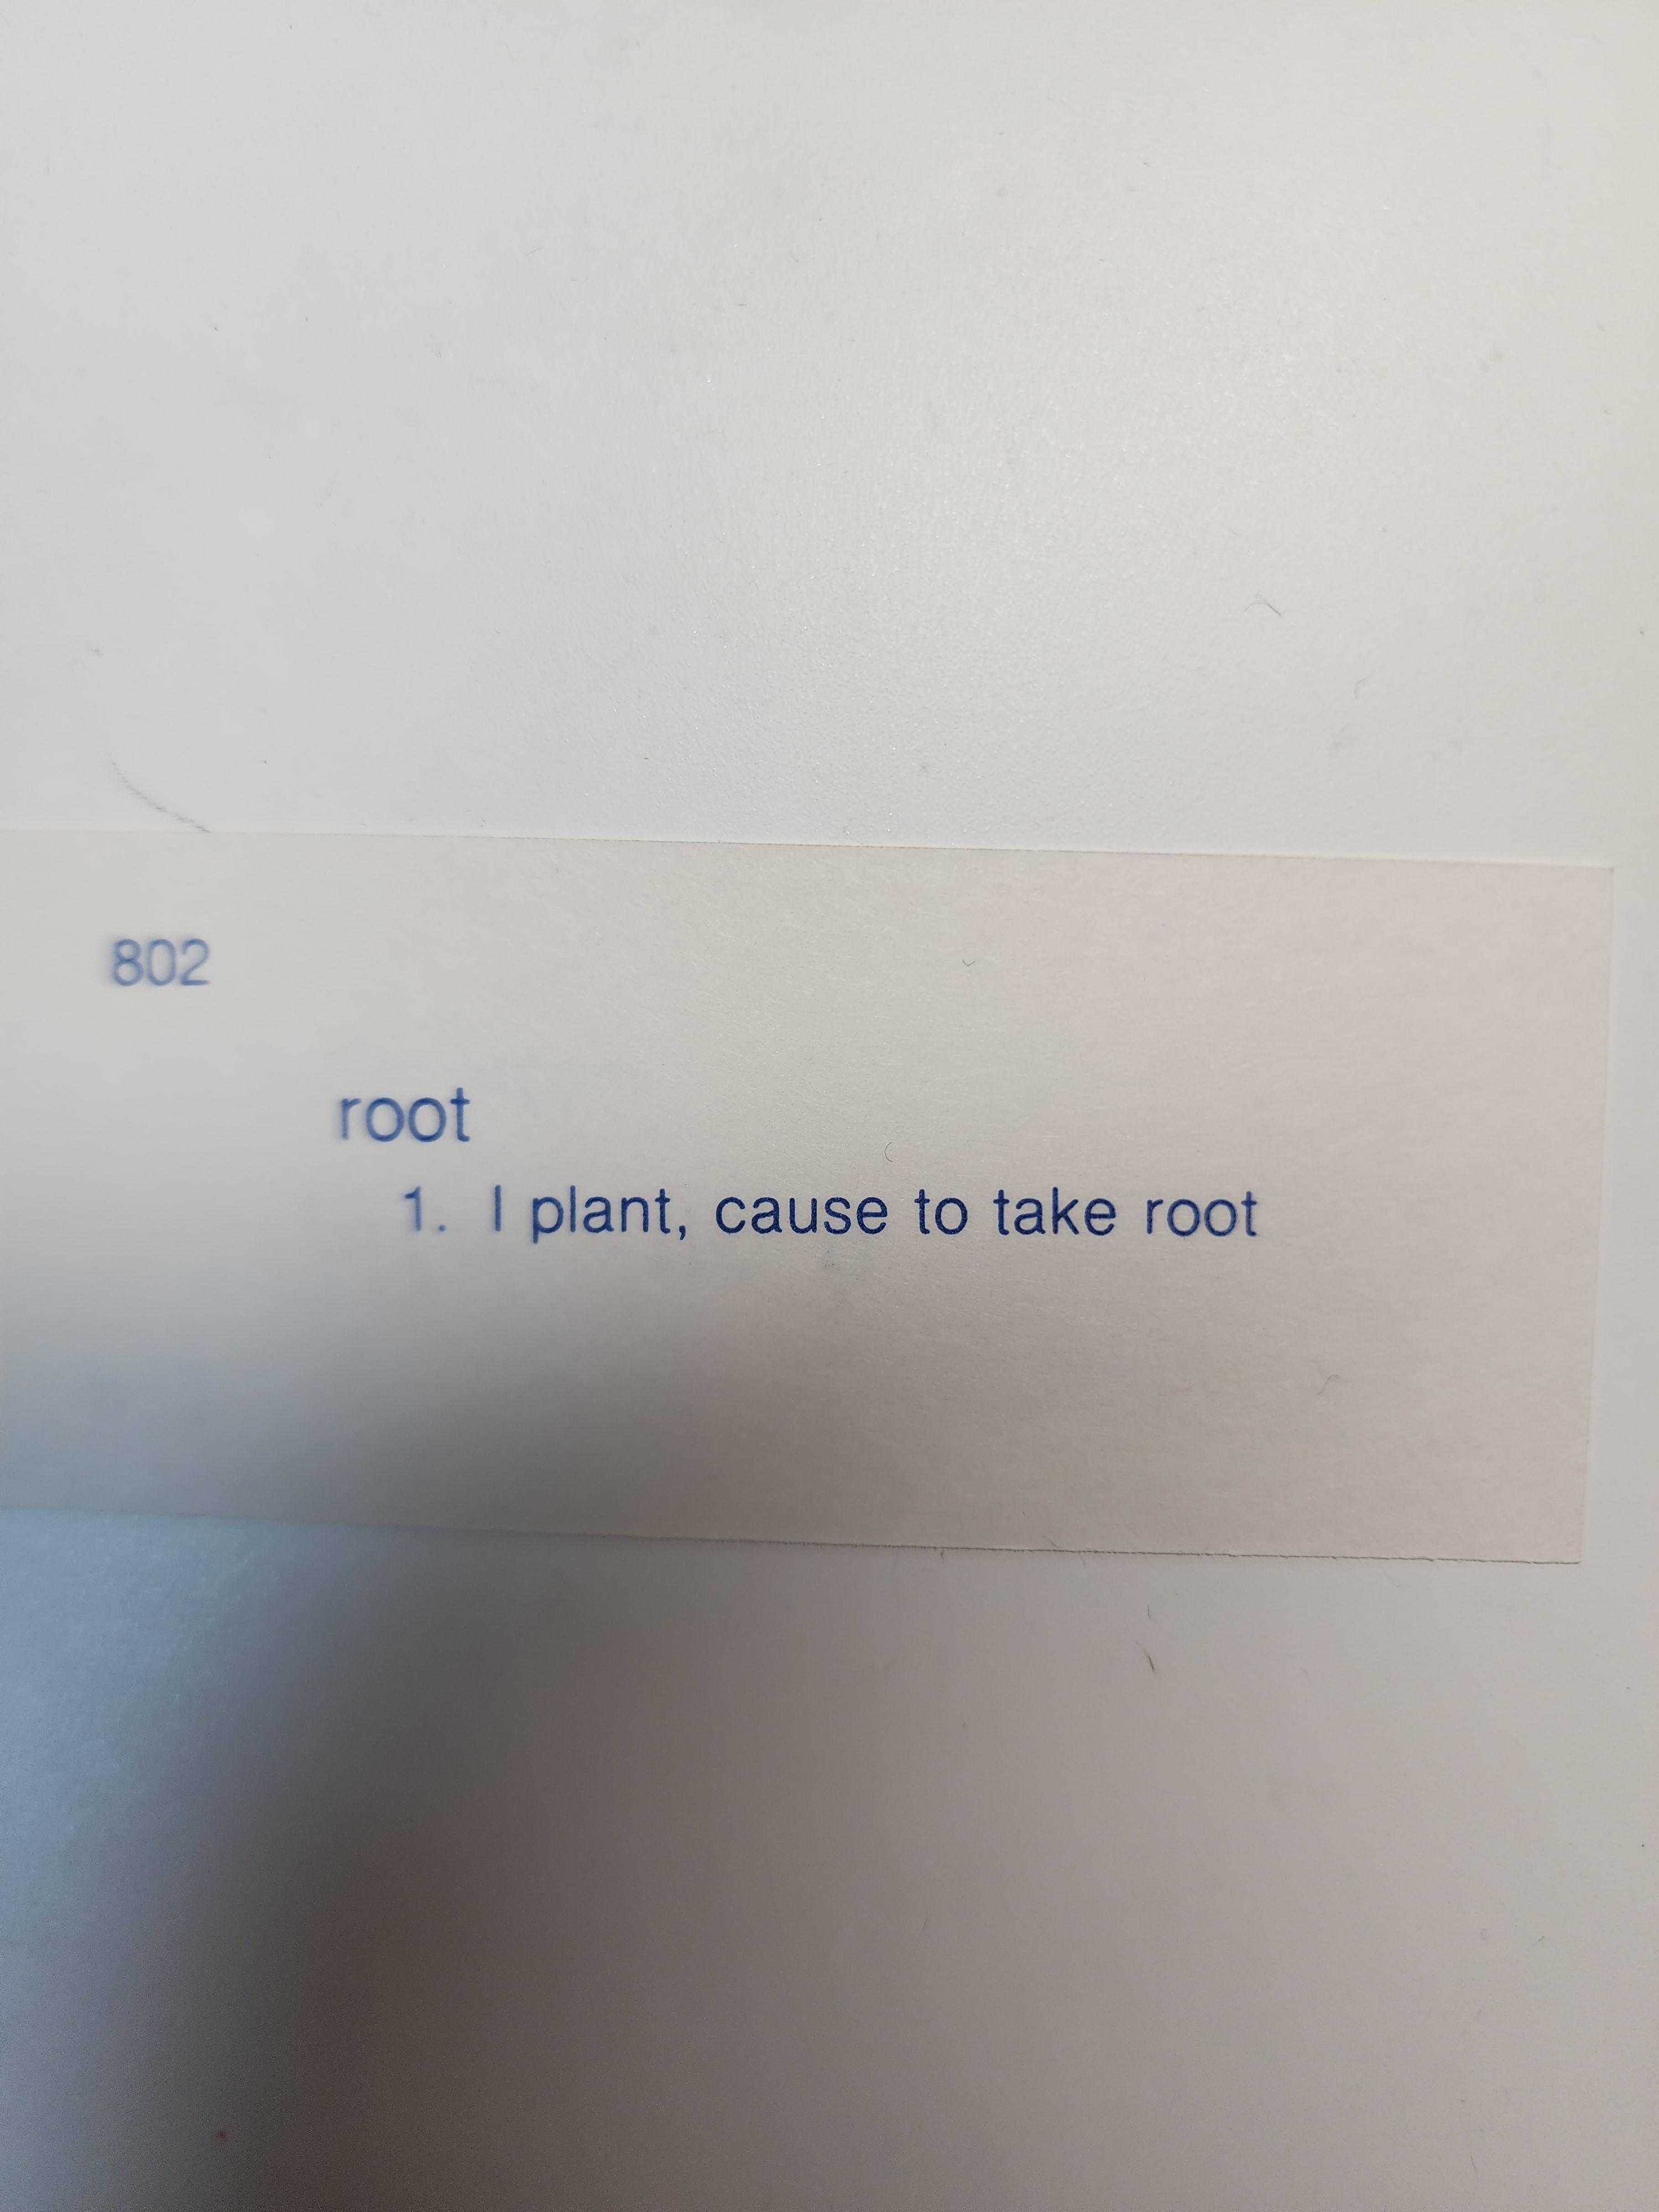 802
root
1. I plant, cause to take root